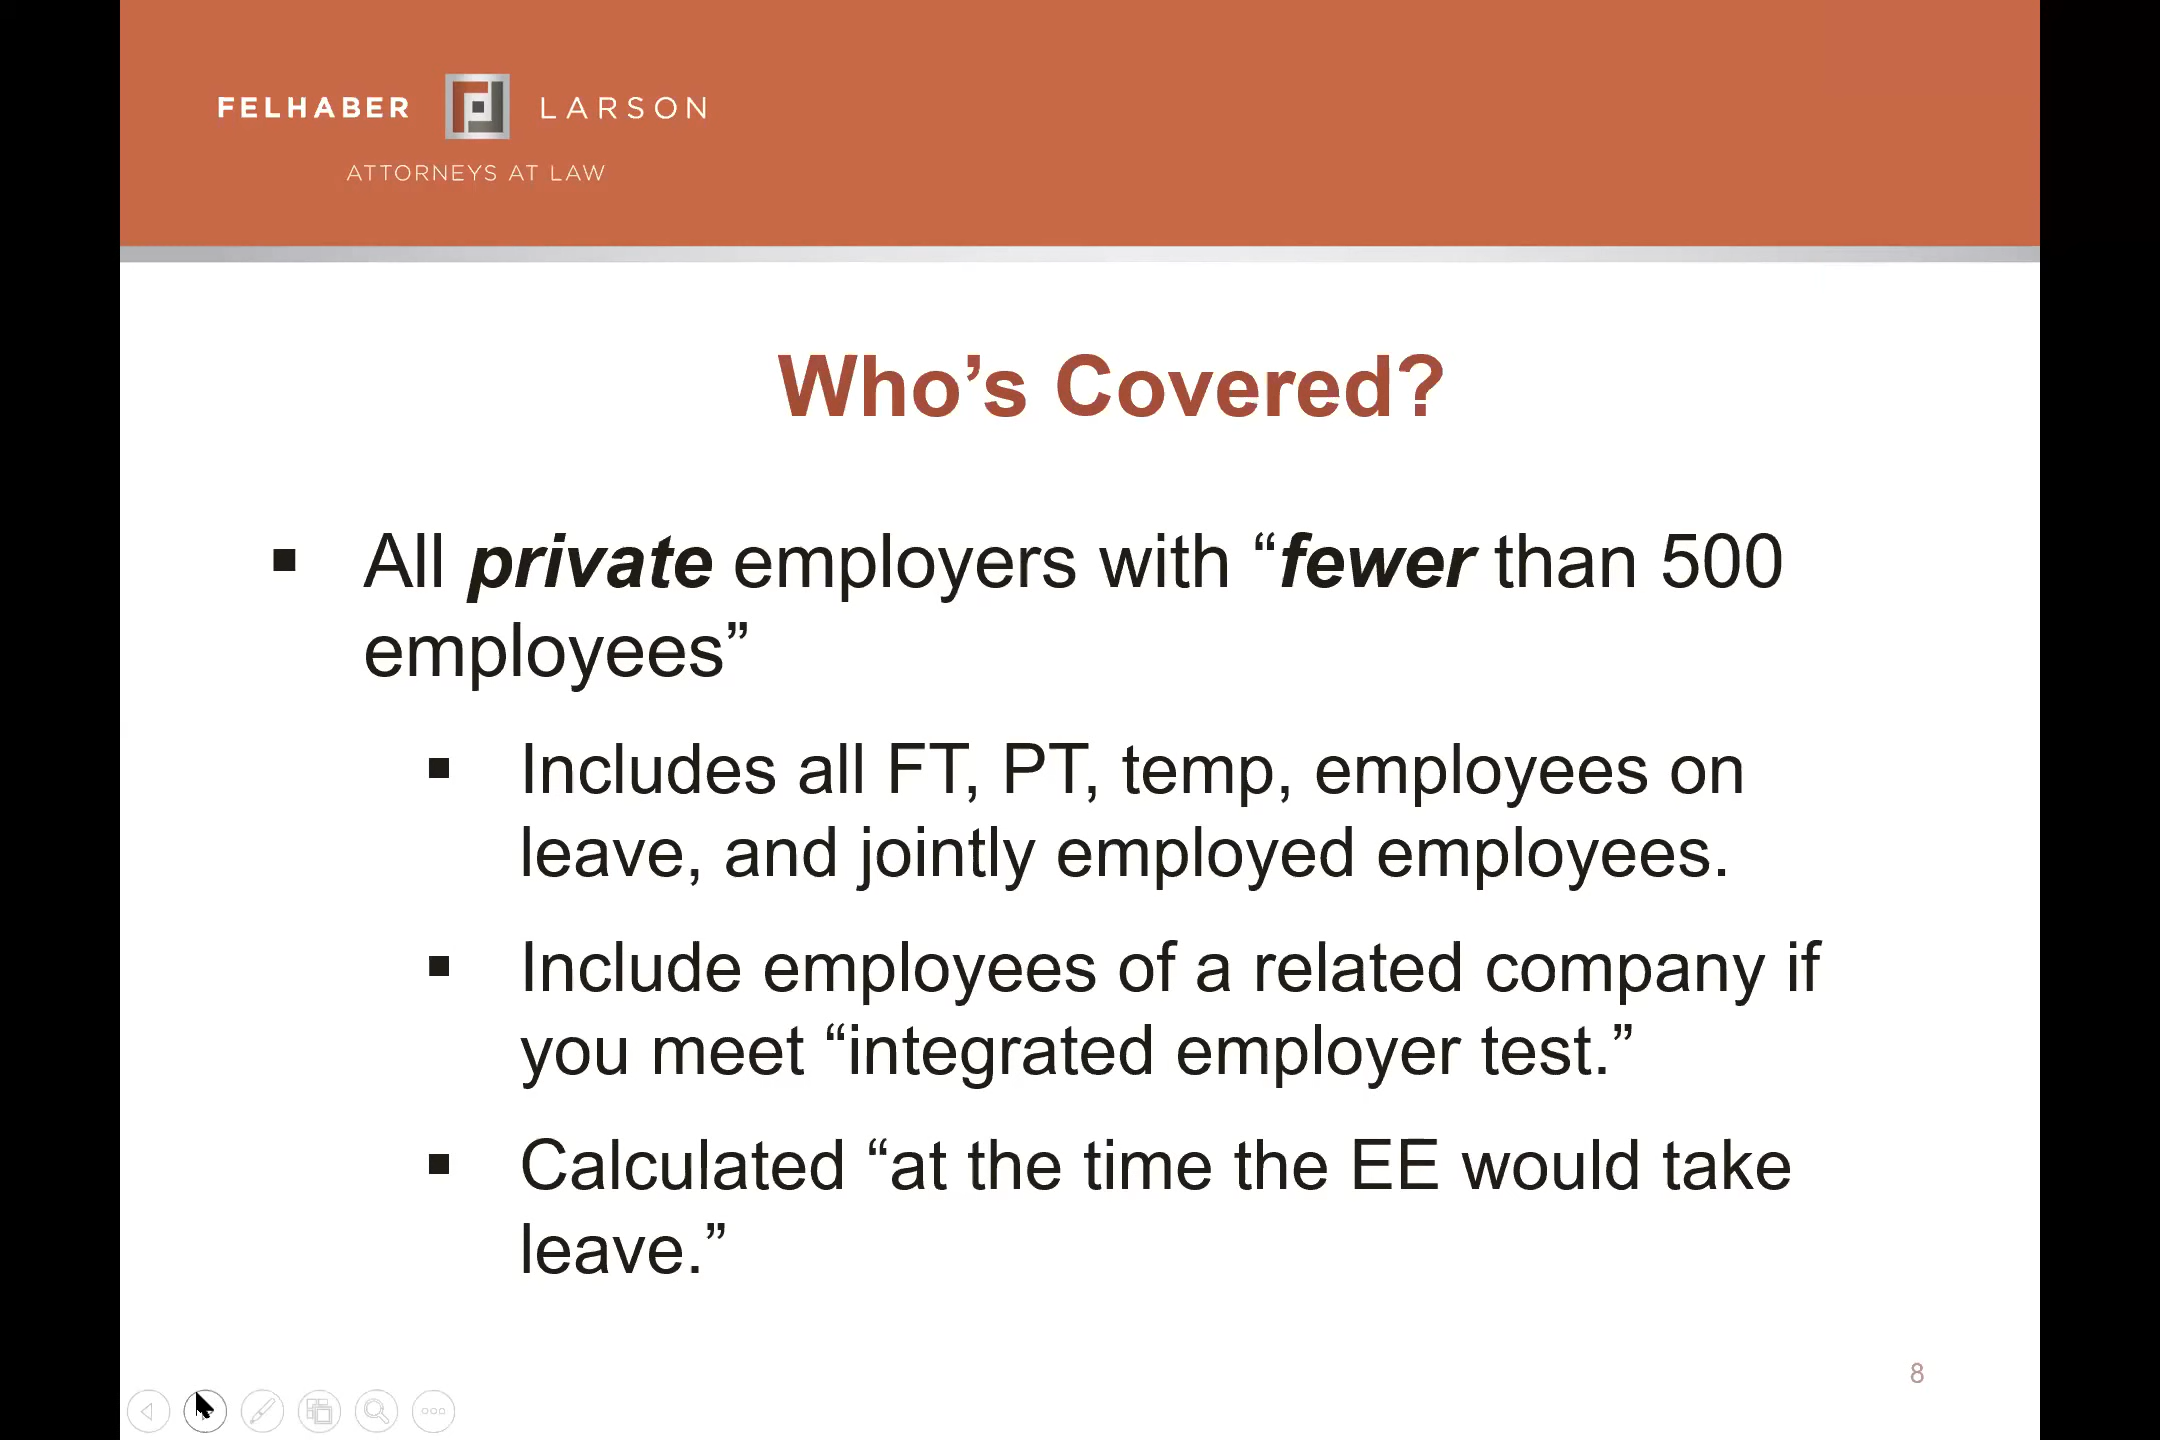 FELHABER LARSON
ATTORNEYS AT LAW
Who’s Covered?
▪ All private employers with “fewer than 500
employees”
▪ Includes all FT, PT, temp, employees on
leave, and jointly employed employees.
▪ Include employees of a related company if
you meet “integrated employer test.”
▪ Calculated “at the time the EE would take
leave.”
8